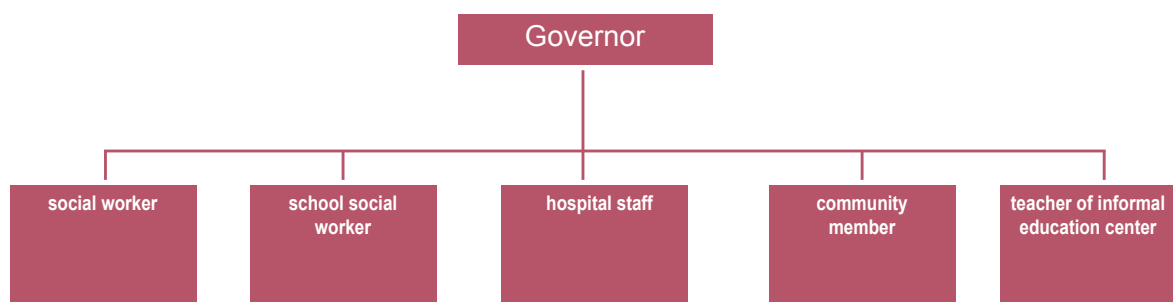 Governor
social worker
school social
worker
hospital staff
community
member
teacher of informal
education center